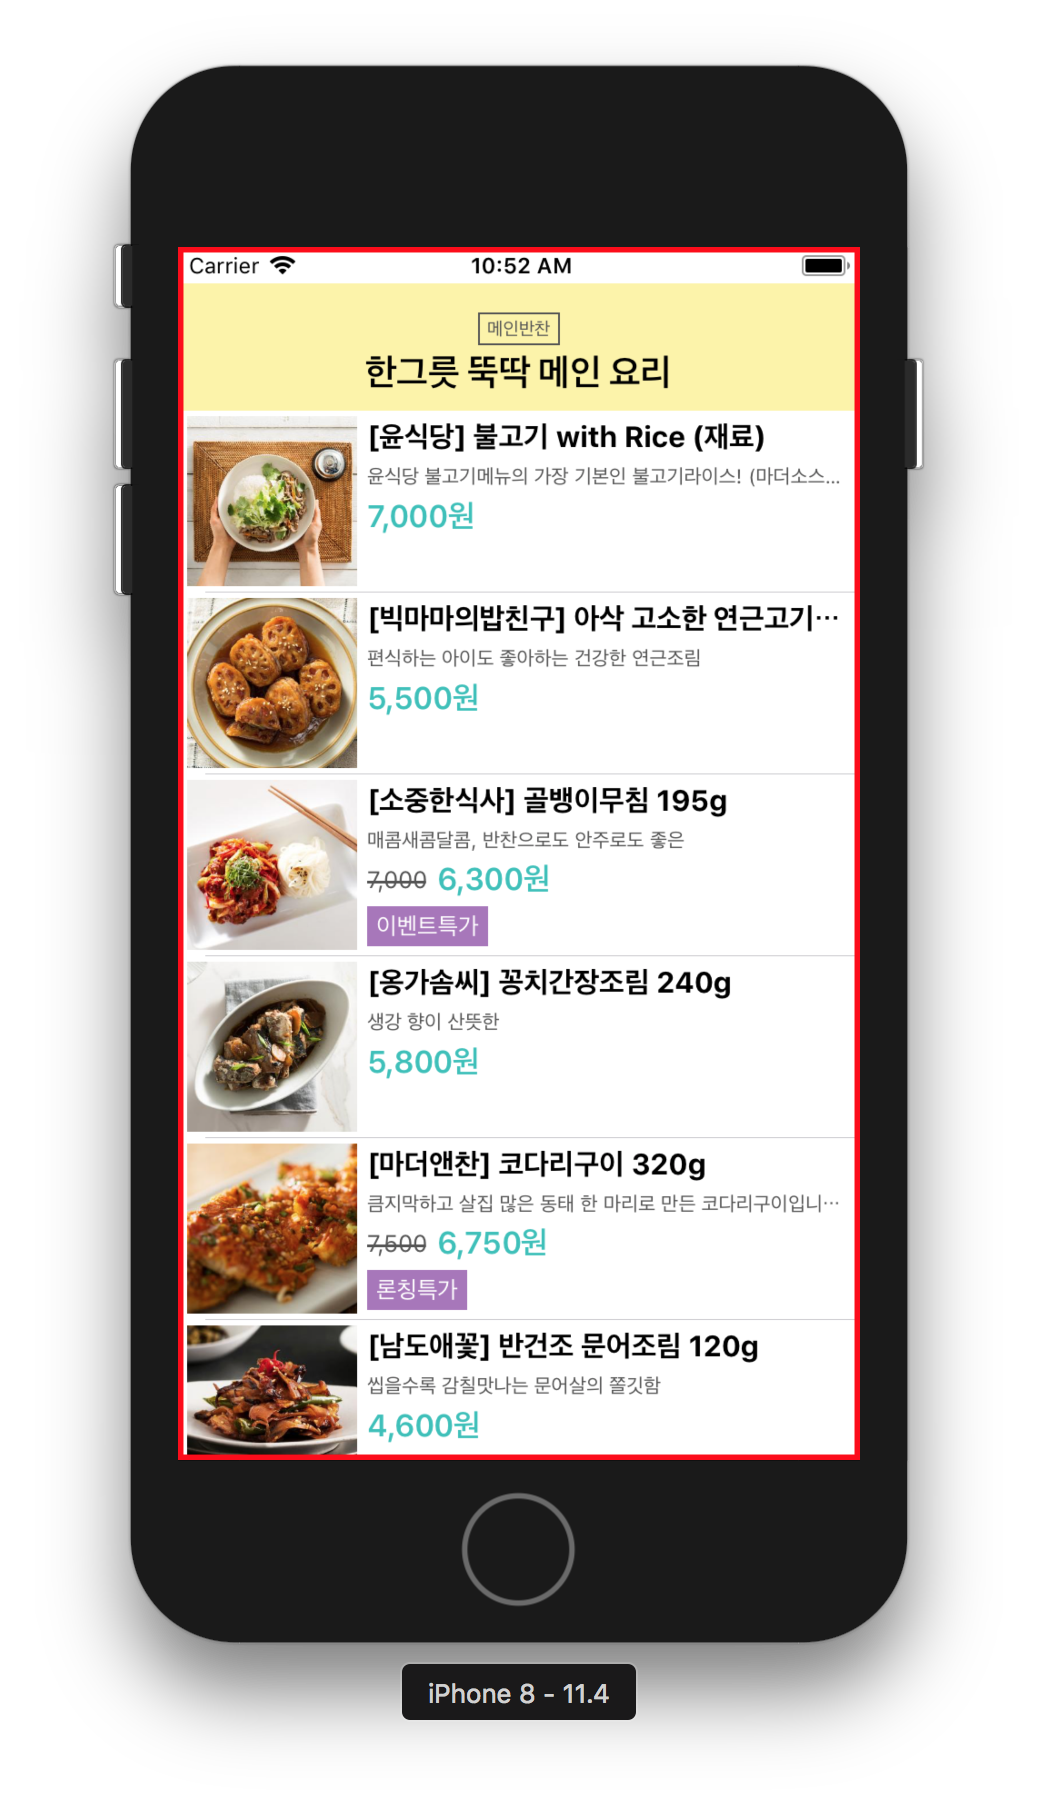 Carrier 10:52 AM
메인반찬
한그릇 뚝딱 메인 요리
[윤식당] 불고기 with Rice (재료)
윤식당 불고기메뉴의 가장 기본인 불고기라이스! (마더소스...
7,000원
[빅마마의밥친구] 아삭 고소한 연근고기…
편식하는 아이도 좋아하는 건강한 연근조림
5,500원
[소중한식사] 골뱅이무침 195g
매콤새콤달콤, 반찬으로도 안주로도 좋은
7,000 6,300원
이벤트특가
[옹가솜씨] 꽁치간장조림 240g
생강 향이 산뜻한
5,800원
[마더앤찬] 코다리구이 320g
큼지막하고 살집 많은 동태 한 마리로 만든 코다리구이입니…
7,500 6,750원
론칭특가
[남도애꽃] 반건조 문어조림 120g
씹을수록 감칠맛나는 문어살의 쫄깃함
4,600원
iPhone 8 - 11.4